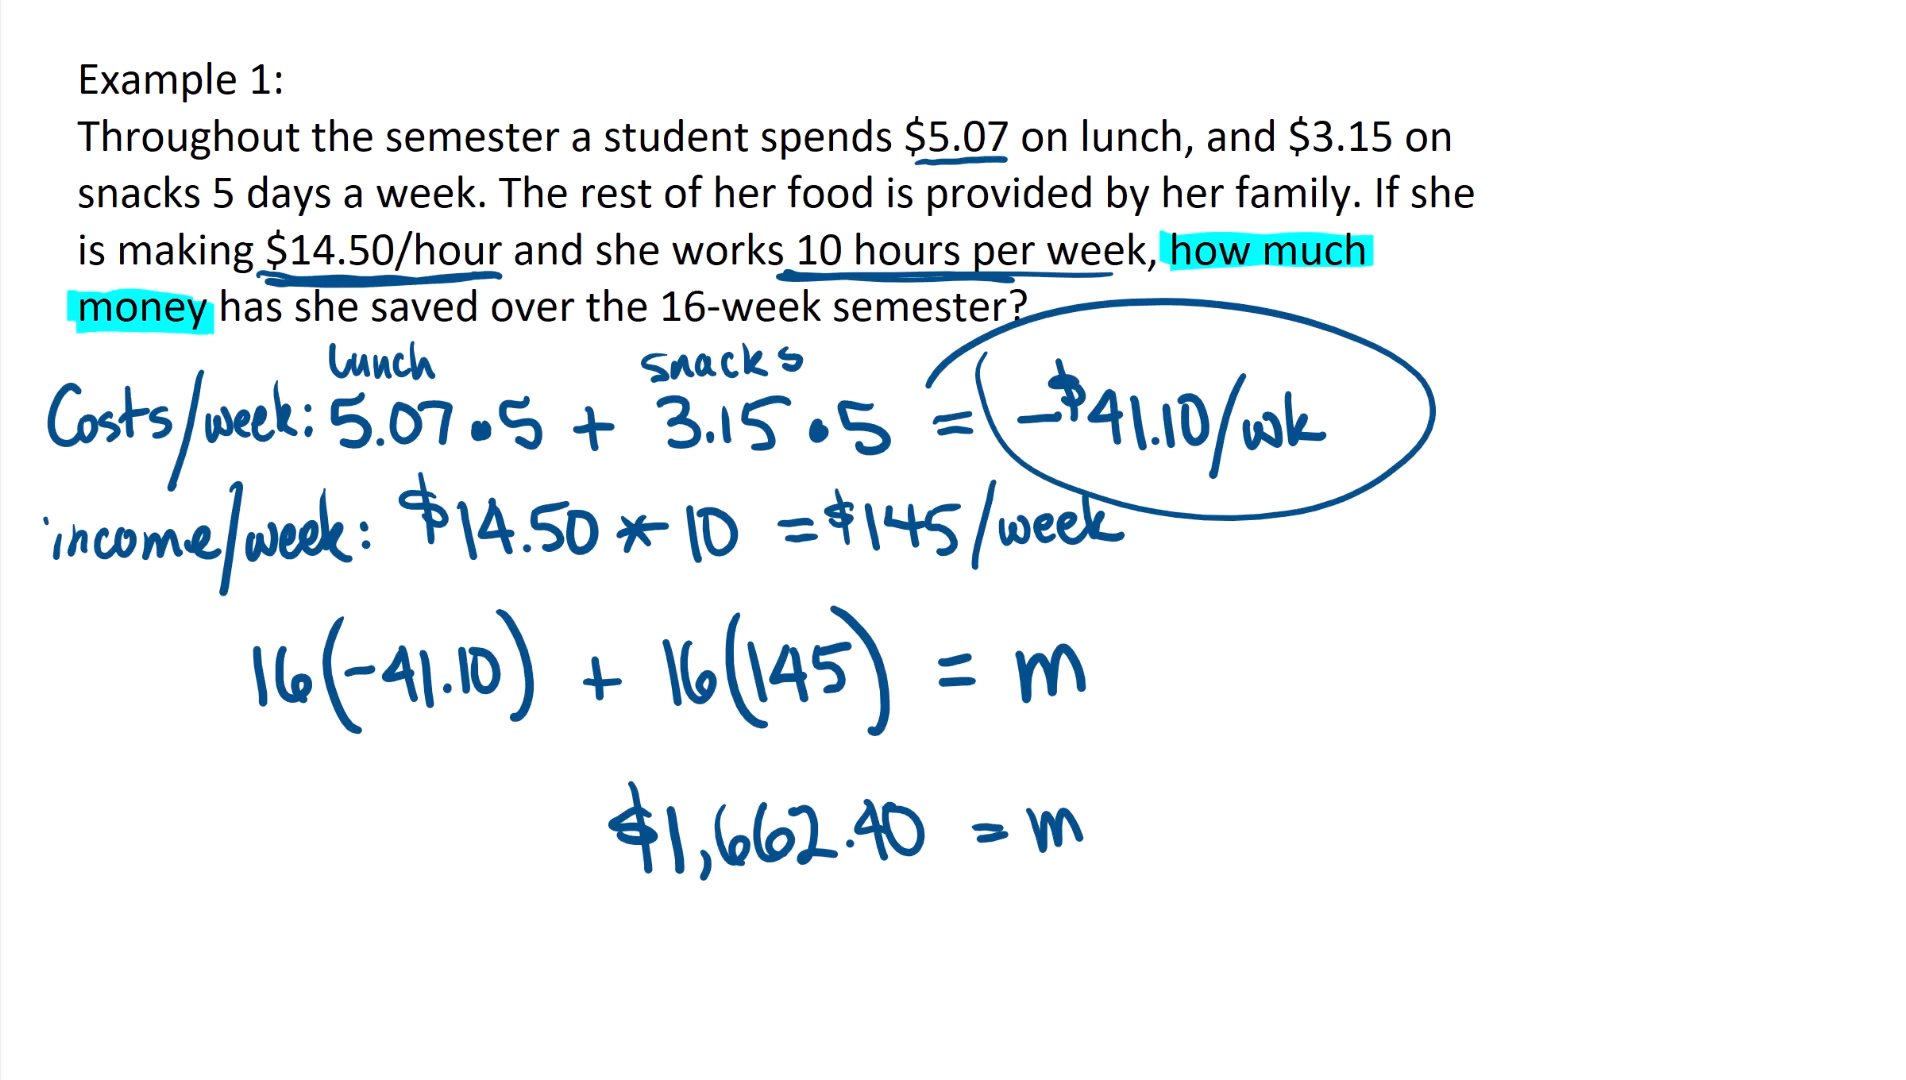 Example 1:
Throughout the semester a student spends $5.07 on lunch, and $3.15 on
snacks 5 days a week. The rest of her food is provided by her family. If she
is making $14.50/hour and she works 10 hours per week, how much
money has she saved over the 16-week semester?
lunch snacks
Costs/week: 5.07 • 5 + 3.15 • 5 = -$41.10/wk
income/week: $14.50 * 10 = $145/week
16(-41.10) + 16(145) = m
$1,662.40 = m